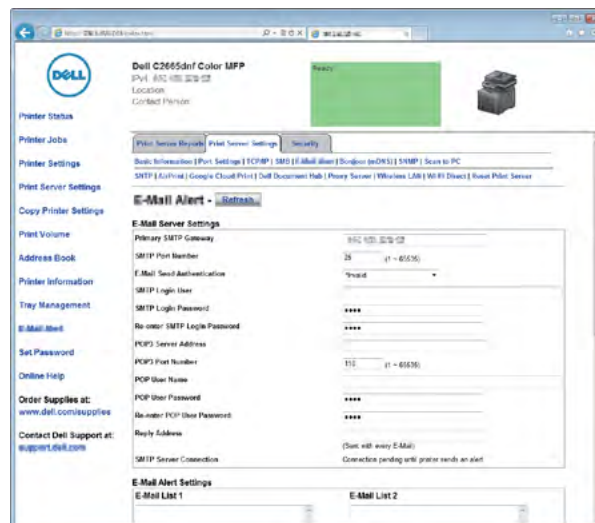 DELL
Dell C2665dnf Color MFP
IPv4:
Location:
Contact Person:
Ready
Printer Status
Printer Jobs
Printer Settings
Print Server Settings
Copy Printer Settings
Print Volume
Address Book
Printer Information
Tray Management
E-Mail Alert
Set Password
Online Help
Order Supplies at:
www.dell.com/supplies
Contact Dell Support at:
support.dell.com
Print Server Reports Print Server Settings Security
Basic Information | Port Settings | TCP/IP | SMB | E-Mail Alert | Bonjour (mDNS) | SNMP | Scan to PC
SNTP | AirPrint | Google Cloud Print | Dell Document Hub | Proxy Server | Wireless LAN | Wi-Fi Direct | Reset Print Server
E-Mail Alert - Refresh
E-Mail Server Settings
Primary SMTP Gateway
SMTP Port Number 25 (1 ~ 65535)
E-Mail Send Authentication *Invalid
SMTP Login User
SMTP Login Password ••••
Re-enter SMTP Login Password ••••
POP3 Server Address
POP3 Port Number 110 (1 ~ 65535)
POP User Name
POP User Password ••••
Re-enter POP User Password ••••
Reply Address
(Sent with every E-Mail)
SMTP Server Connection Connection pending until printer sends an alert
E-Mail Alert Settings
E-Mail List 1 E-Mail List 2